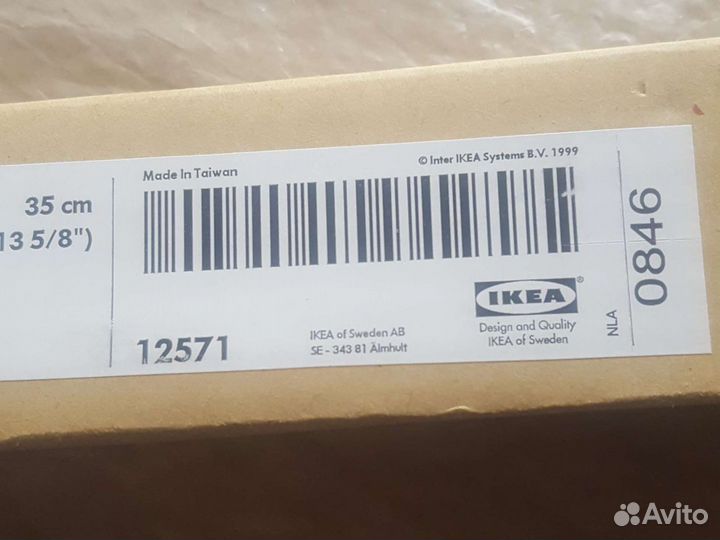 35 cm
13 5/8")
Made In Taiwan
© Inter IKEA Systems B.V. 1999
12571
IKEA of Sweden AB
SE - 343 81 Älmhult
IKEA
Design and Quality
IKEA of Sweden
NLA
0846
Avito